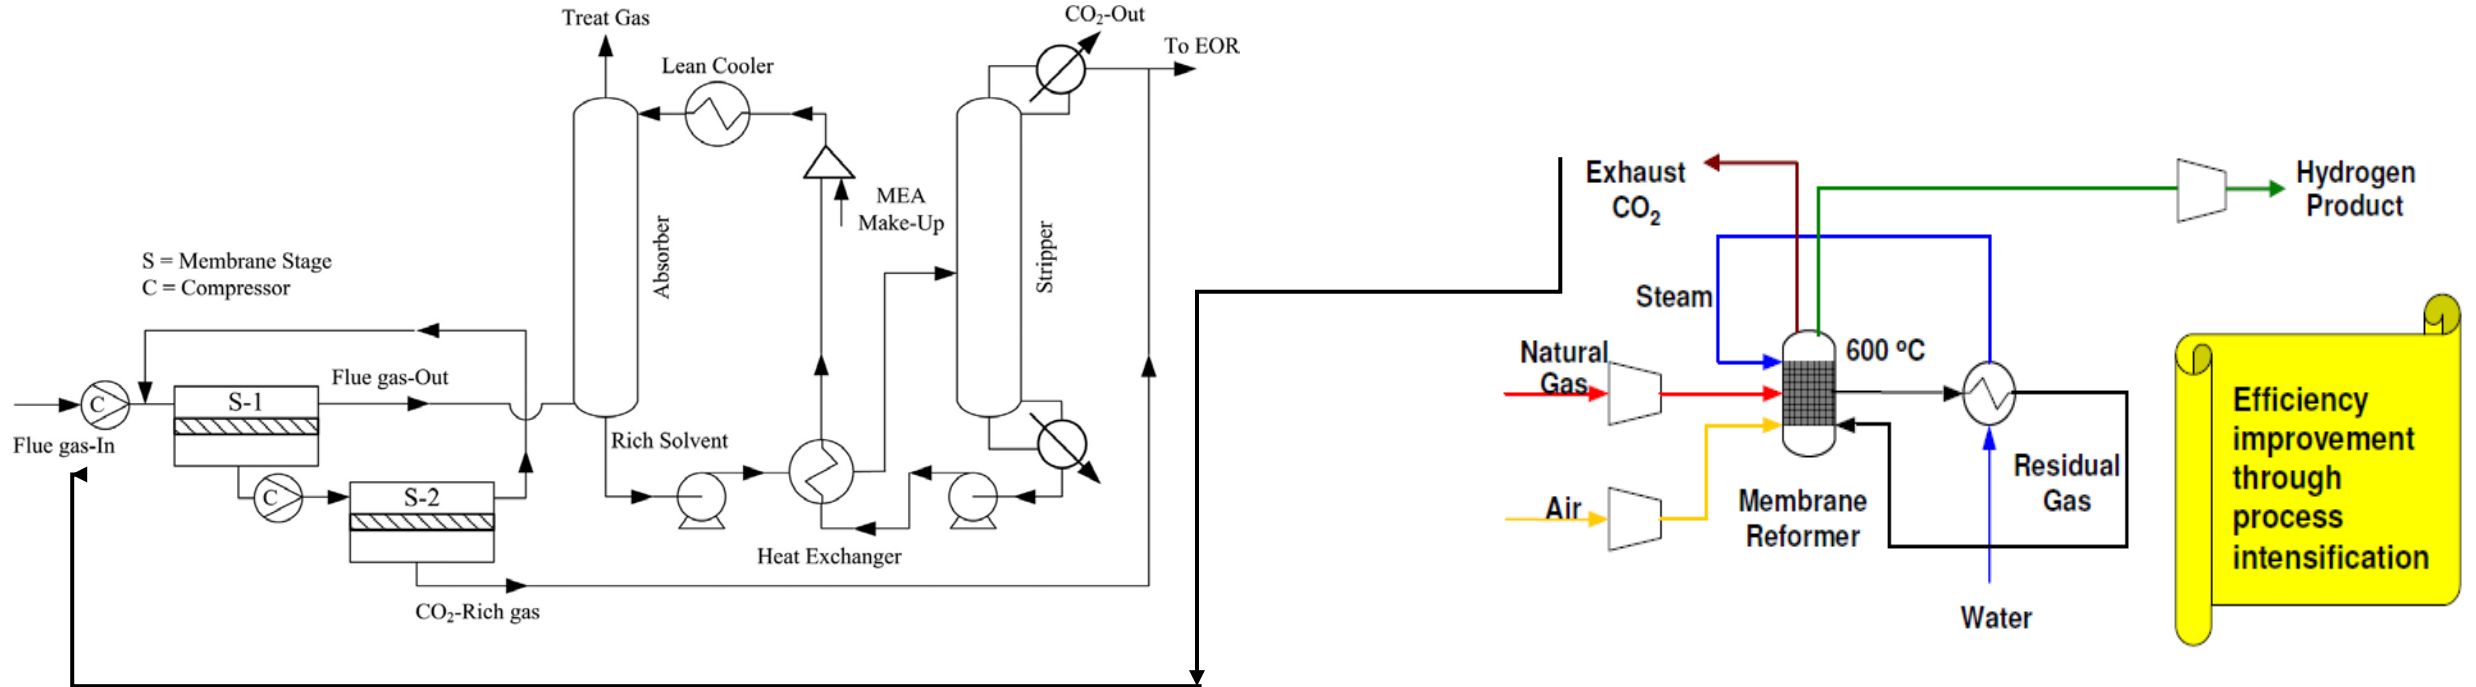 Treat Gas
CO₂-Out
To EOR
Lean Cooler
MEA
Make-Up
Absorber
Stripper
S = Membrane Stage
C = Compressor
Flue gas-Out
S-1
C
Flue gas-In
Rich Solvent
C
S-2
Heat Exchanger
CO₂-Rich gas
Exhaust
CO₂
Hydrogen
Product
Steam
Natural
Gas
600 ºC
Air
Membrane
Reformer
Residual
Gas
Water
Efficiency
improvement
through
process
intensification